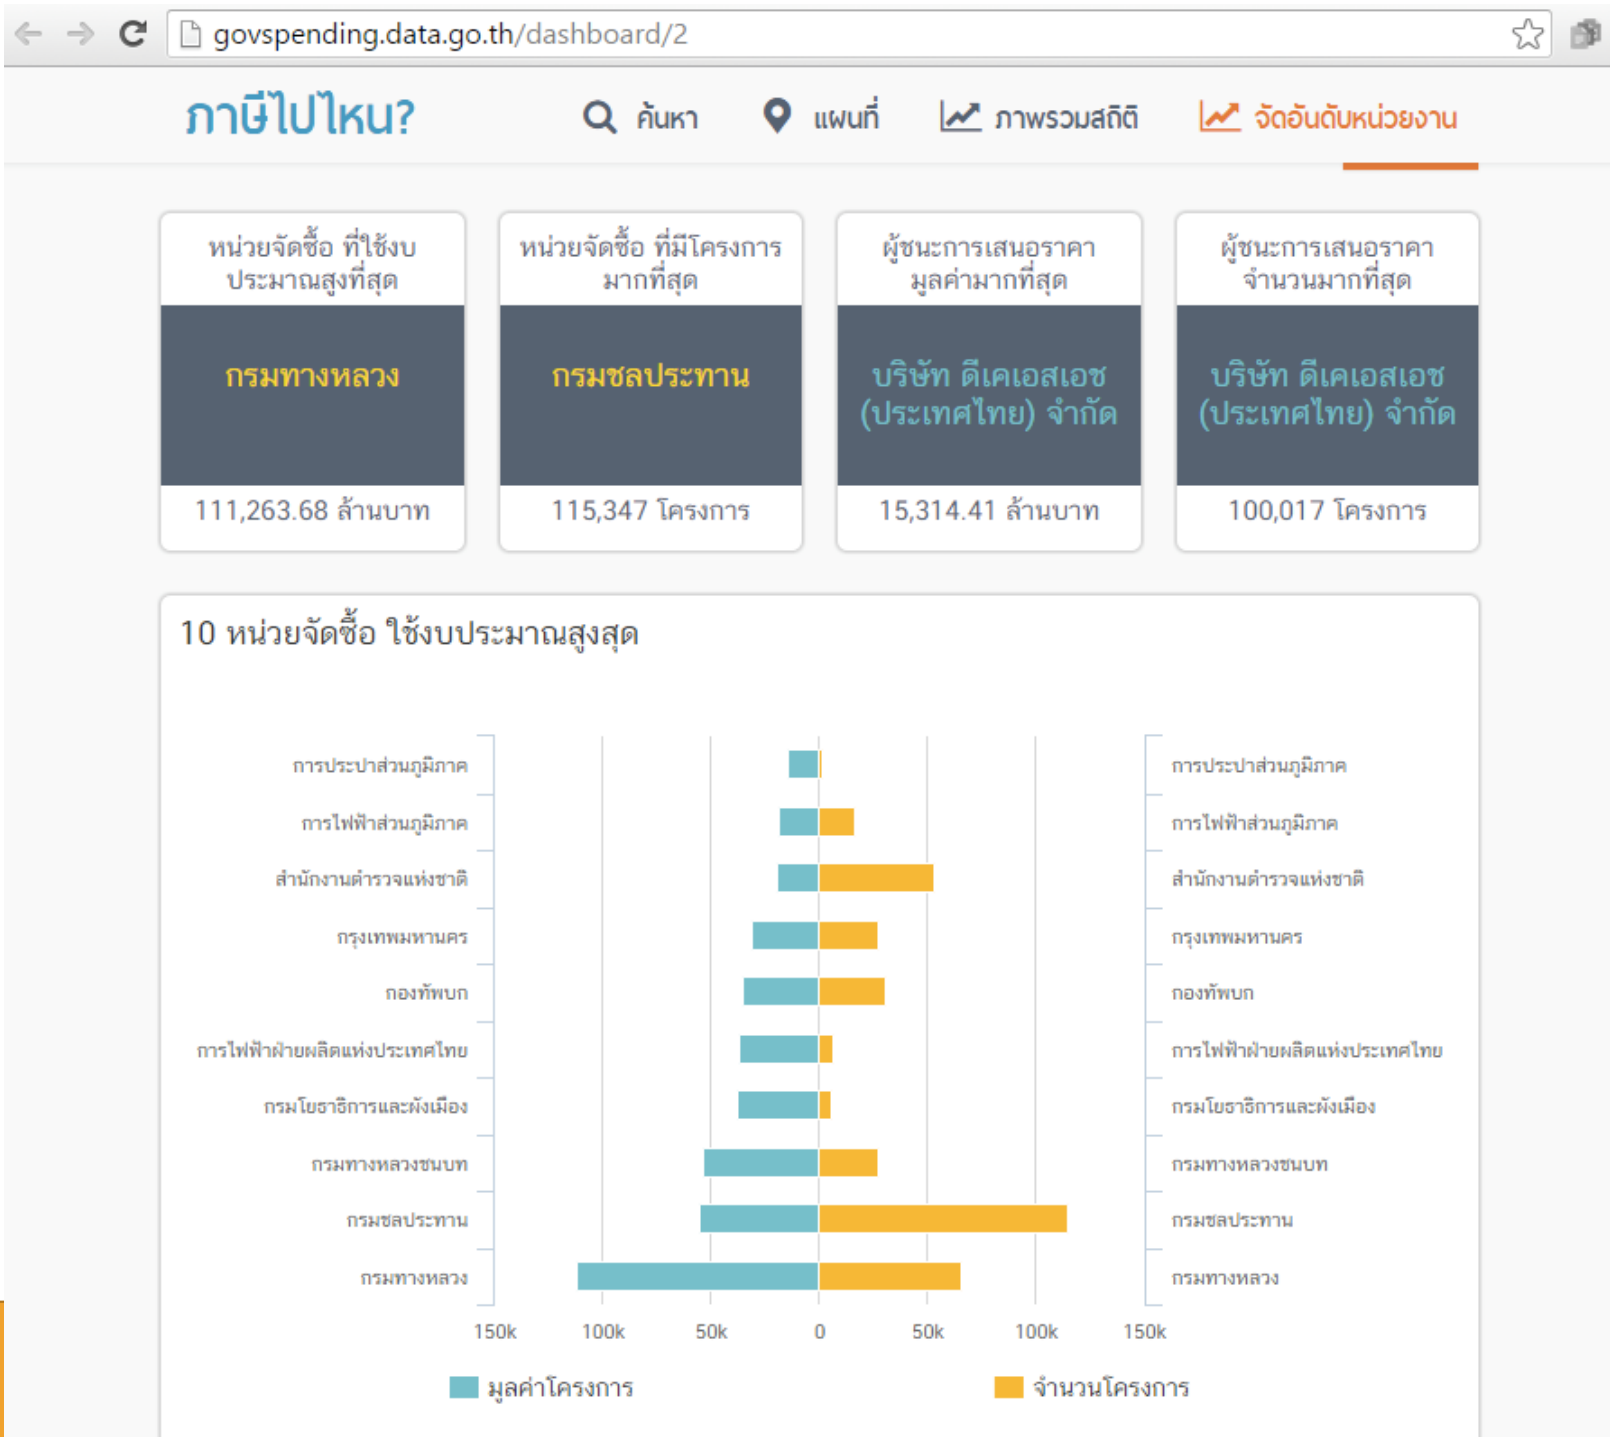 govspending.data.go.th/dashboard/2
ภาษีไปไหน?
ค้นหา
แผนที่
ภาพรวมสถิติ
จัดอันดับหน่วยงาน
หน่วยจัดซื้อ ที่ใช้งบ
ประมาณสูงที่สุด
กรมทางหลวง
111,263.68 ล้านบาท
หน่วยจัดซื้อ ที่มีโครงการ
มากที่สุด
กรมชลประทาน
115,347 โครงการ
ผู้ชนะการเสนอราคา
มูลค่ามากที่สุด
บริษัท ดีเคเอสเอช
(ประเทศไทย) จำกัด
15,314.41 ล้านบาท
ผู้ชนะการเสนอราคา
จำนวนมากที่สุด
บริษัท ดีเคเอสเอช
(ประเทศไทย) จำกัด
100,017 โครงการ
10 หน่วยจัดซื้อ ใช้งบประมาณสูงสุด
การประปาส่วนภูมิภาค การประปาส่วนภูมิภาค
การไฟฟ้าส่วนภูมิภาค การไฟฟ้าส่วนภูมิภาค
สำนักงานตำรวจแห่งชาติ สำนักงานตำรวจแห่งชาติ
กรุงเทพมหานคร กรุงเทพมหานคร
กองทัพบก กองทัพบก
การไฟฟ้าฝ่ายผลิตแห่งประเทศไทย การไฟฟ้าฝ่ายผลิตแห่งประเทศไทย
กรมโยธาธิการและผังเมือง กรมโยธาธิการและผังเมือง
กรมทางหลวงชนบท กรมทางหลวงชนบท
กรมชลประทาน กรมชลประทาน
กรมทางหลวง กรมทางหลวง
150k 100k 50k 0 50k 100k 150k
มูลค่าโครงการ จำนวนโครงการ